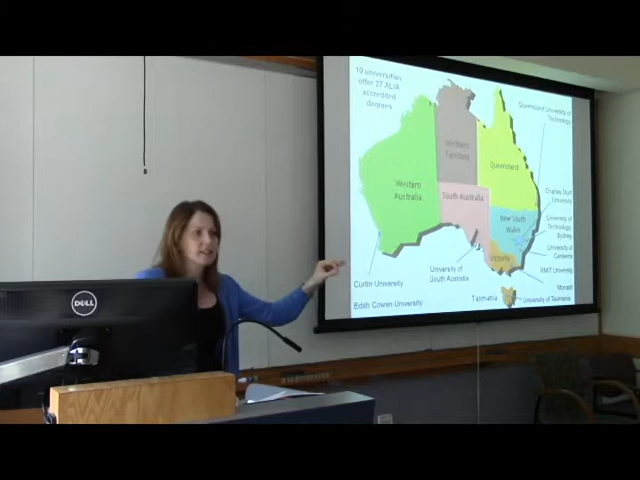 10 universities
offer 27 ALIA
accredited
degrees
Queensland University of
Technology
Northern
Territory
Queensland
Western
Australia
South Australia
Charles Sturt
University
New South
Wales
University of
Technology
Sydney
University of
Canberra
Victoria
University of
South Australia
RMIT University
Curtin University
Monash
Tasmania
University of Tasmania
Edith Cowan University
DELL